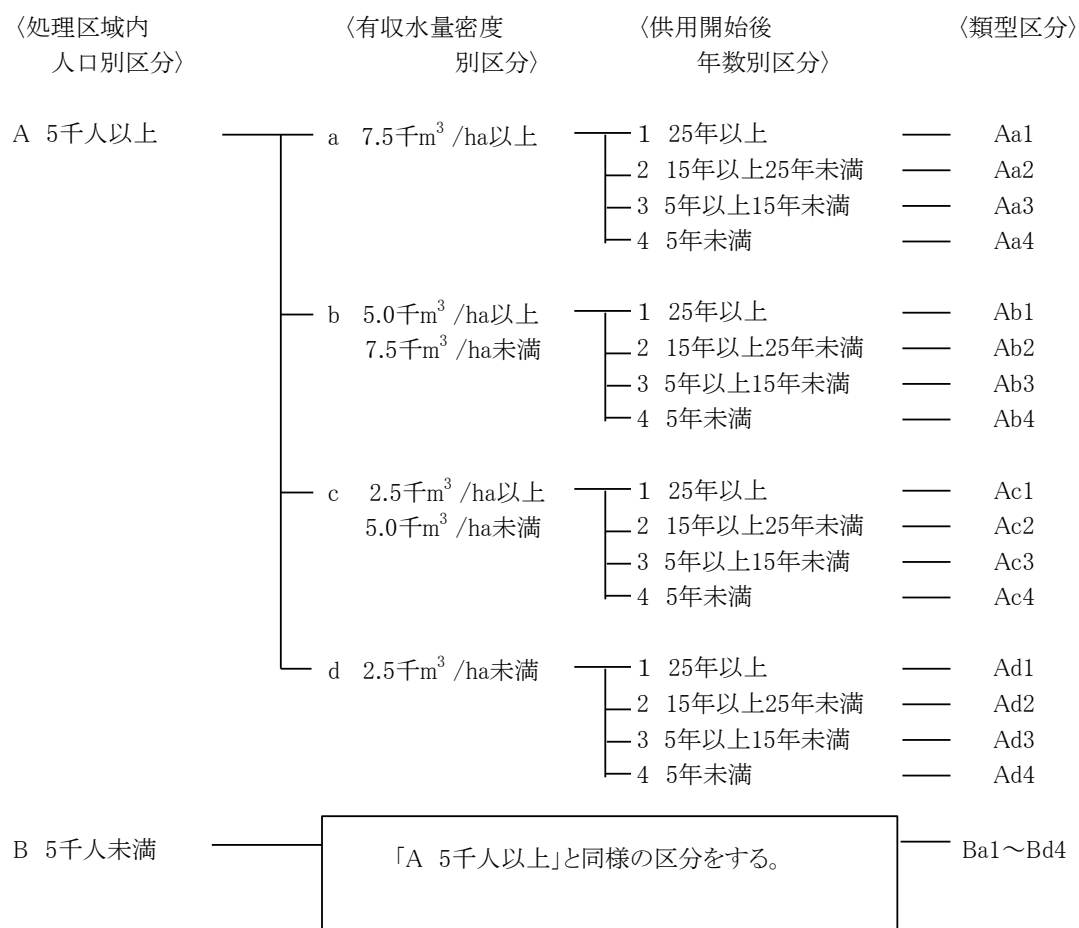 〈処理区域内 〈有収水量密度 〈供用開始後 〈類型区分〉
人口別区分〉 別区分〉 年数別区分〉
A 5千人以上 a 7.5千m³/ha以上 1 25年以上 Aa1
2 15年以上25年未満 Aa2
3 5年以上15年未満 Aa3
4 5年未満 Aa4
b 5.0千m³/ha以上 1 25年以上 Ab1
7.5千m³/ha未満 2 15年以上25年未満 Ab2
3 5年以上15年未満 Ab3
4 5年未満 Ab4
c 2.5千m³/ha以上 1 25年以上 Ac1
5.0千m³/ha未満 2 15年以上25年未満 Ac2
3 5年以上15年未満 Ac3
4 5年未満 Ac4
d 2.5千m³/ha未満 1 25年以上 Ad1
2 15年以上25年未満 Ad2
3 5年以上15年未満 Ad3
4 5年未満 Ad4
B 5千人未満 「A 5千人以上」と同様の区分をする。 Ba1～Bd4